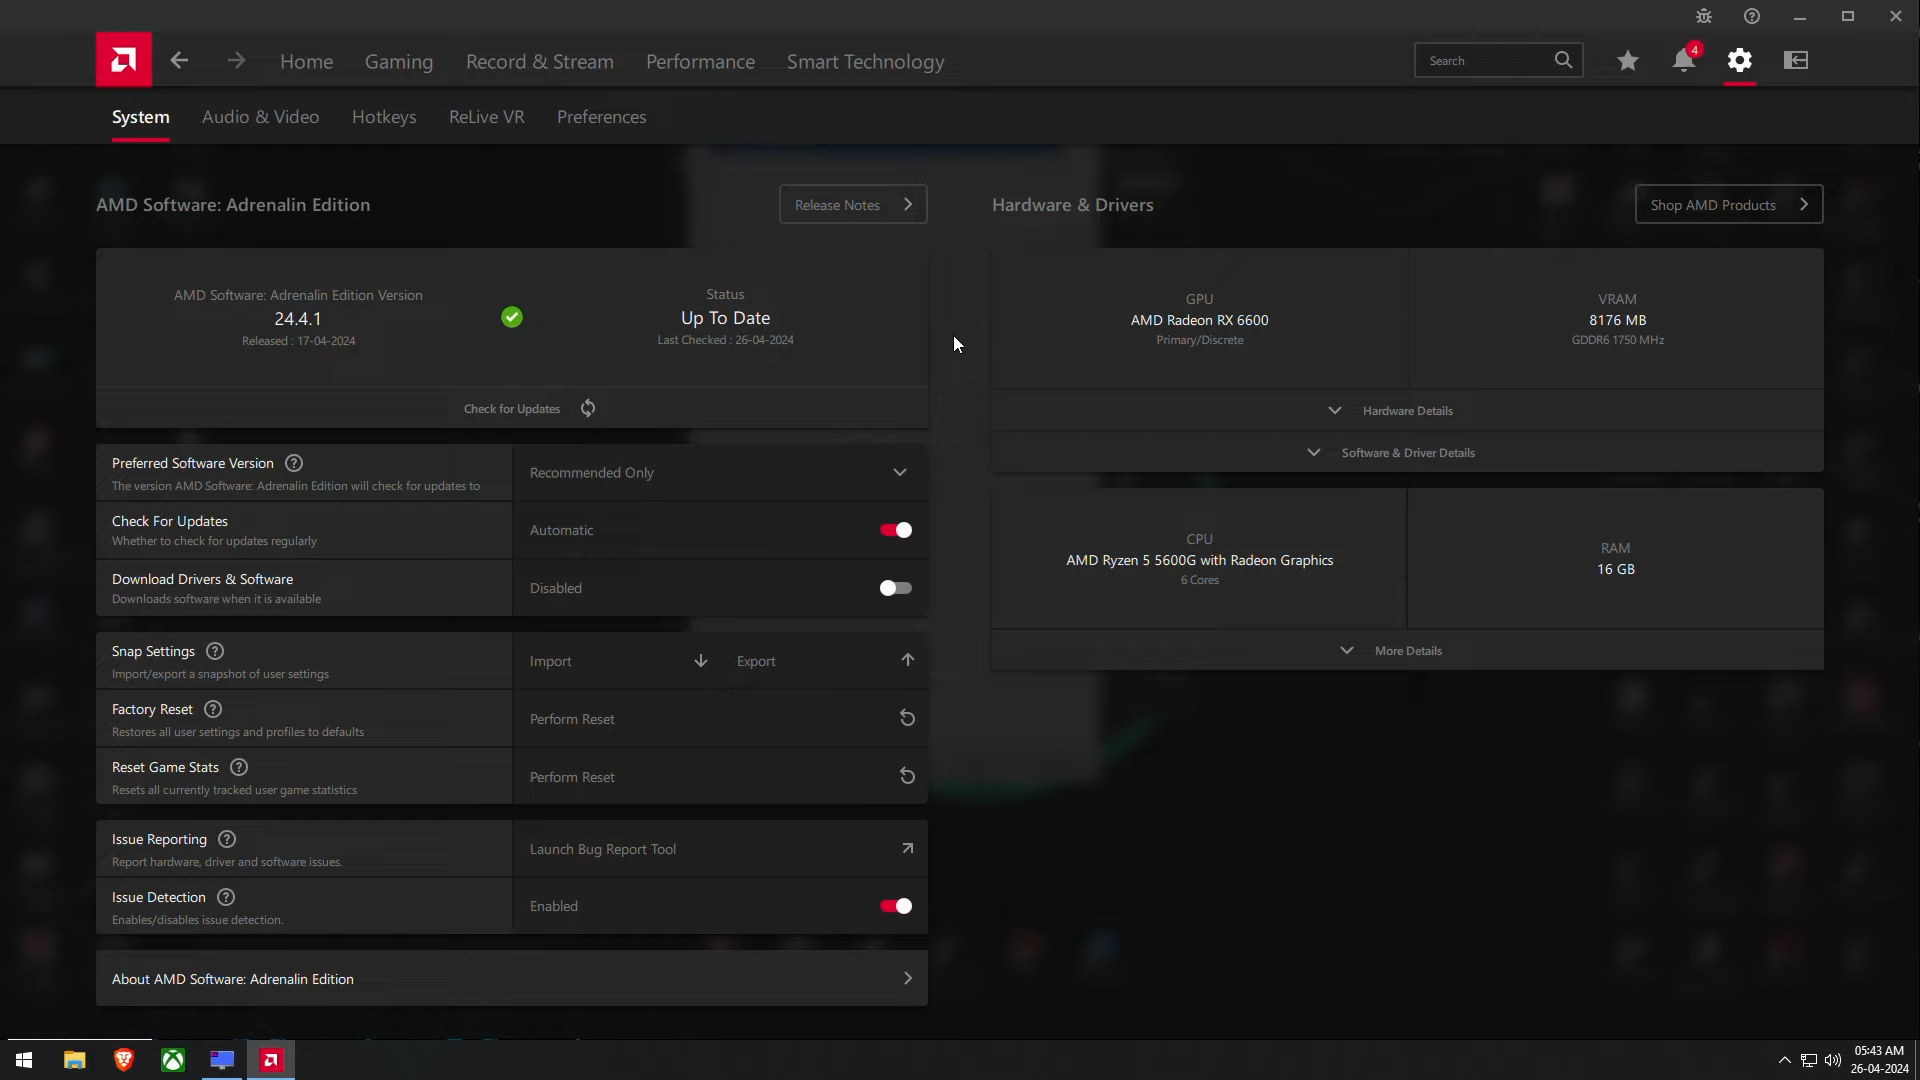 Home
Gaming
Record & Stream
Performance
Smart Technology
Search
4
System
Audio & Video
Hotkeys
ReLive VR
Preferences
AMD Software: Adrenalin Edition
Release Notes
AMD Software: Adrenalin Edition Version
24.4.1
Released : 17-04-2024
Status
Up To Date
Last Checked : 26-04-2024
Check for Updates
Preferred Software Version
The version AMD Software: Adrenalin Edition will check for updates to
Recommended Only
Check For Updates
Whether to check for updates regularly
Automatic
Download Drivers & Software
Downloads software when it is available
Disabled
Snap Settings
Import/export a snapshot of user settings
Import
Export
Factory Reset
Restores all user settings and profiles to defaults
Perform Reset
Reset Game Stats
Resets all currently tracked user game statistics
Perform Reset
Issue Reporting
Report hardware, driver and software issues.
Launch Bug Report Tool
Issue Detection
Enables/disables issue detection.
Enabled
About AMD Software: Adrenalin Edition
Hardware & Drivers
Shop AMD Products
GPU
AMD Radeon RX 6600
Primary/Discrete
VRAM
8176 MB
GDDR6 1750 MHz
Hardware Details
Software & Driver Details
CPU
AMD Ryzen 5 5600G with Radeon Graphics
6 Cores
RAM
16 GB
More Details
05:43 AM
26-04-2024